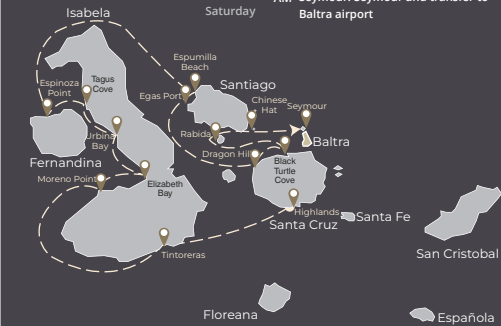 Saturday
Baltra airport
Isabela
Espumilla
Beach
Espinoza
Point
Tagus
Cove
Santiago
Egas Port
Chinese
Hat
Seymour
Urbina
Bay
Rabida
Baltra
Fernandina
Dragon Hill
Black
Turtle
Cove
Moreno Point
Elizabeth
Bay
Highlands
Santa Fe
Santa Cruz
Tintoreras
San Cristobal
Floreana
Española